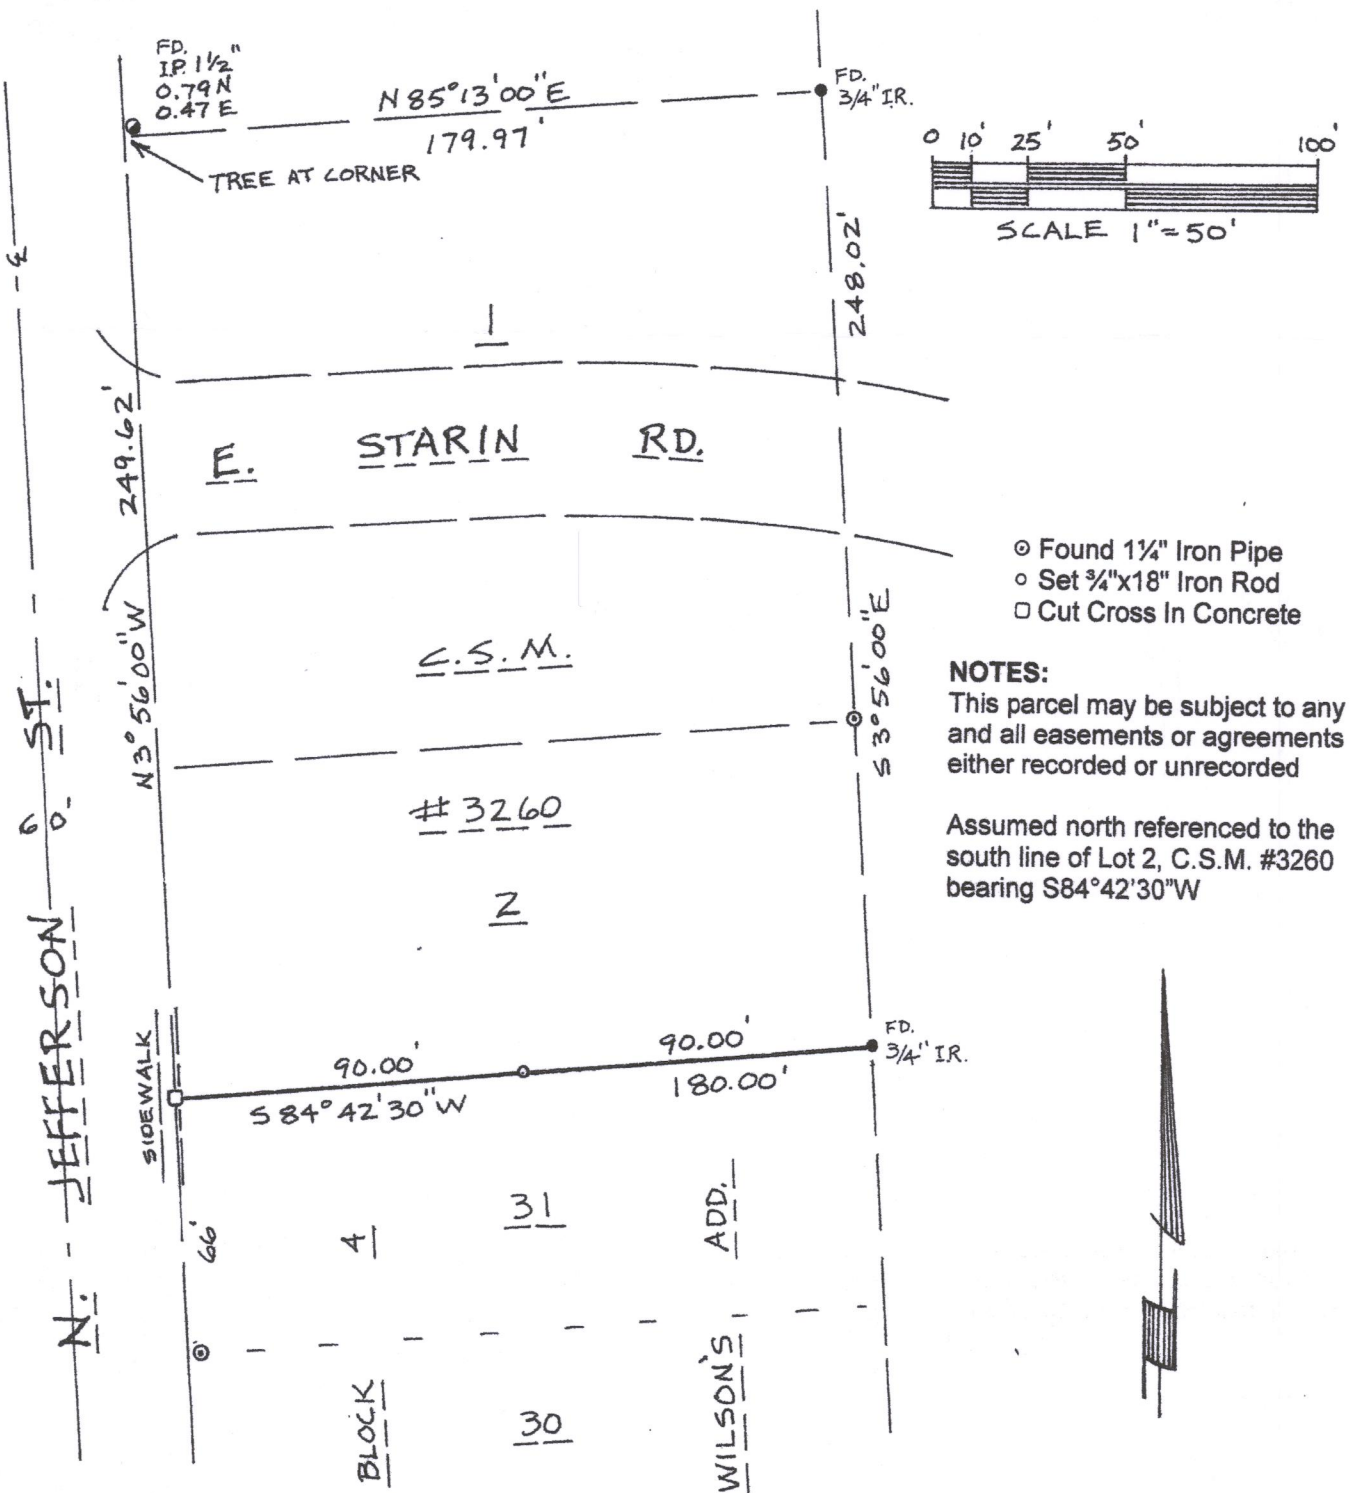 FD.
I.P. 1½"
0.79 N
0.47 E
N 85°13'00"E
179.97'
TREE AT CORNER
FD.
3/4" I.R.
0 10' 25' 50' 100'
SCALE 1"=50'
248.02'
1
249.62'
E. STARIN RD.
⊙ Found 1¼" Iron Pipe
○ Set ¾"x18" Iron Rod
□ Cut Cross In Concrete
C.S.M.
N3°56'00"W
S3°56'00"E
NOTES:
This parcel may be subject to any
and all easements or agreements
either recorded or unrecorded
# 3260
Assumed north referenced to the
south line of Lot 2, C.S.M. #3260
bearing S84°42'30"W
2
N. JEFFERSON ST.
60'
℄
SIDEWALK
90.00'
90.00'
FD.
3/4" I.R.
S 84°42'30"W
180.00'
66'
31
BLOCK 4
WILSON'S ADD.
30